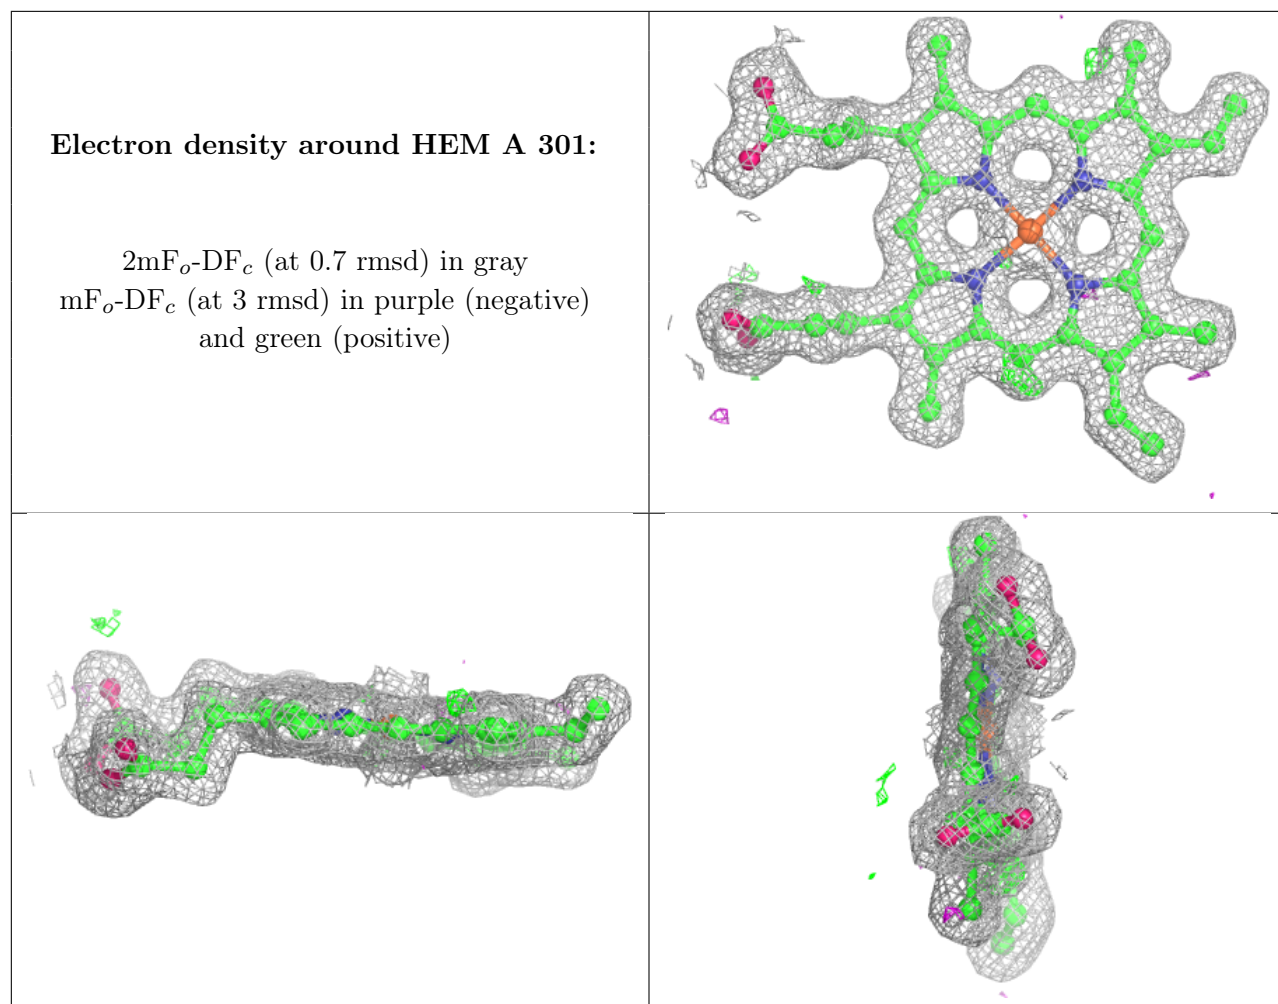 Electron density around HEM A 301:
2mFo-DFc (at 0.7 rmsd) in gray
mFo-DFc (at 3 rmsd) in purple (negative)
and green (positive)